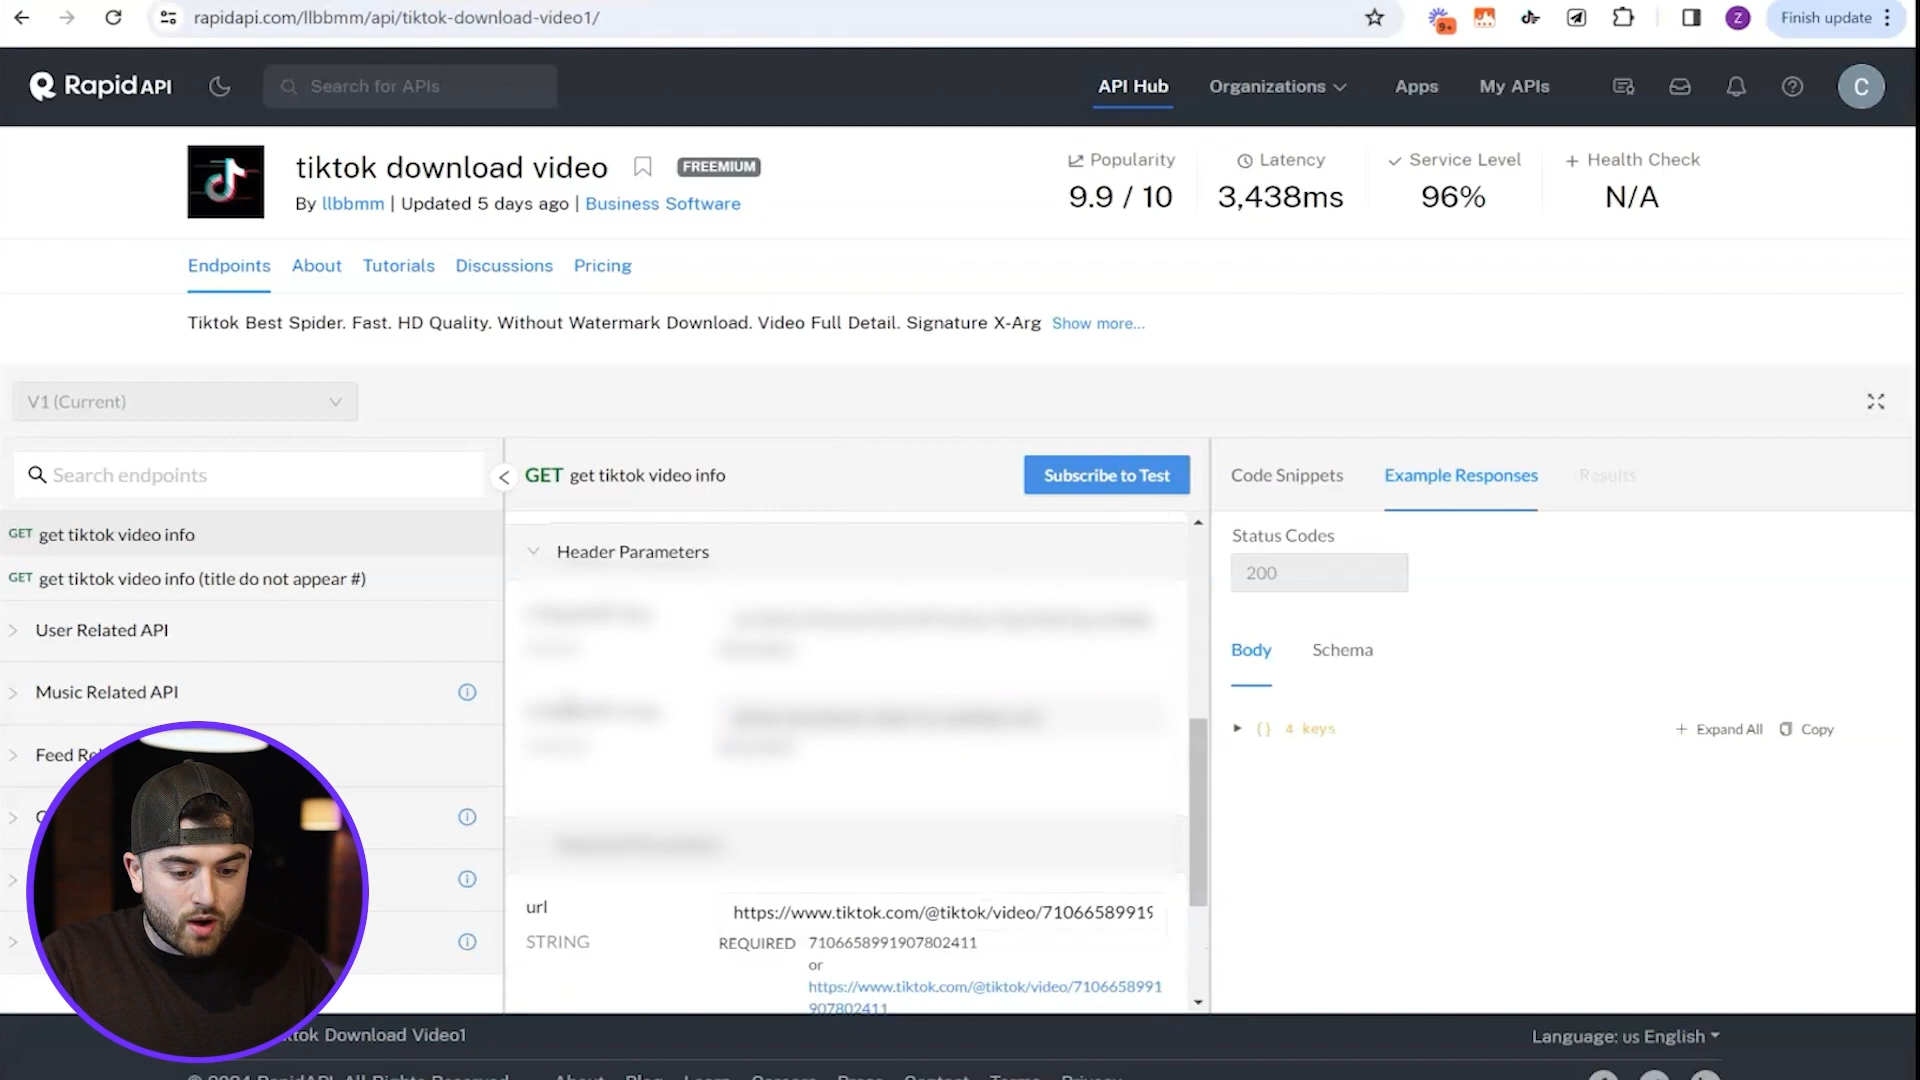 rapidapi.com/llbbmm/api/tiktok-download-video1/
9+
Z
Finish update
Rapid API
Search for APIs
API Hub
Organizations
Apps
My APIs
C
tiktok download video
FREEMIUM
By llbbmm | Updated 5 days ago | Business Software
Popularity
9.9 / 10
Latency
3,438ms
Service Level
96%
Health Check
N/A
Endpoints
About
Tutorials
Discussions
Pricing
Tiktok Best Spider. Fast. HD Quality. Without Watermark Download. Video Full Detail. Signature X-Arg Show more...
V1 (Current)
Search endpoints
GET get tiktok video info
Subscribe to Test
Code Snippets
Example Responses
Results
GET get tiktok video info
GET get tiktok video info (title do not appear #)
User Related API
Music Related API
Feed
Header Parameters
url
STRING
https://www.tiktok.com/@tiktok/video/71066589919
REQUIRED
7106658991907802411
or
https://www.tiktok.com/@tiktok/video/7106658991
907802411
Status Codes
200
Body
Schema
{} 4 keys
+ Expand All
Copy
tok Download Video1
Language: us English